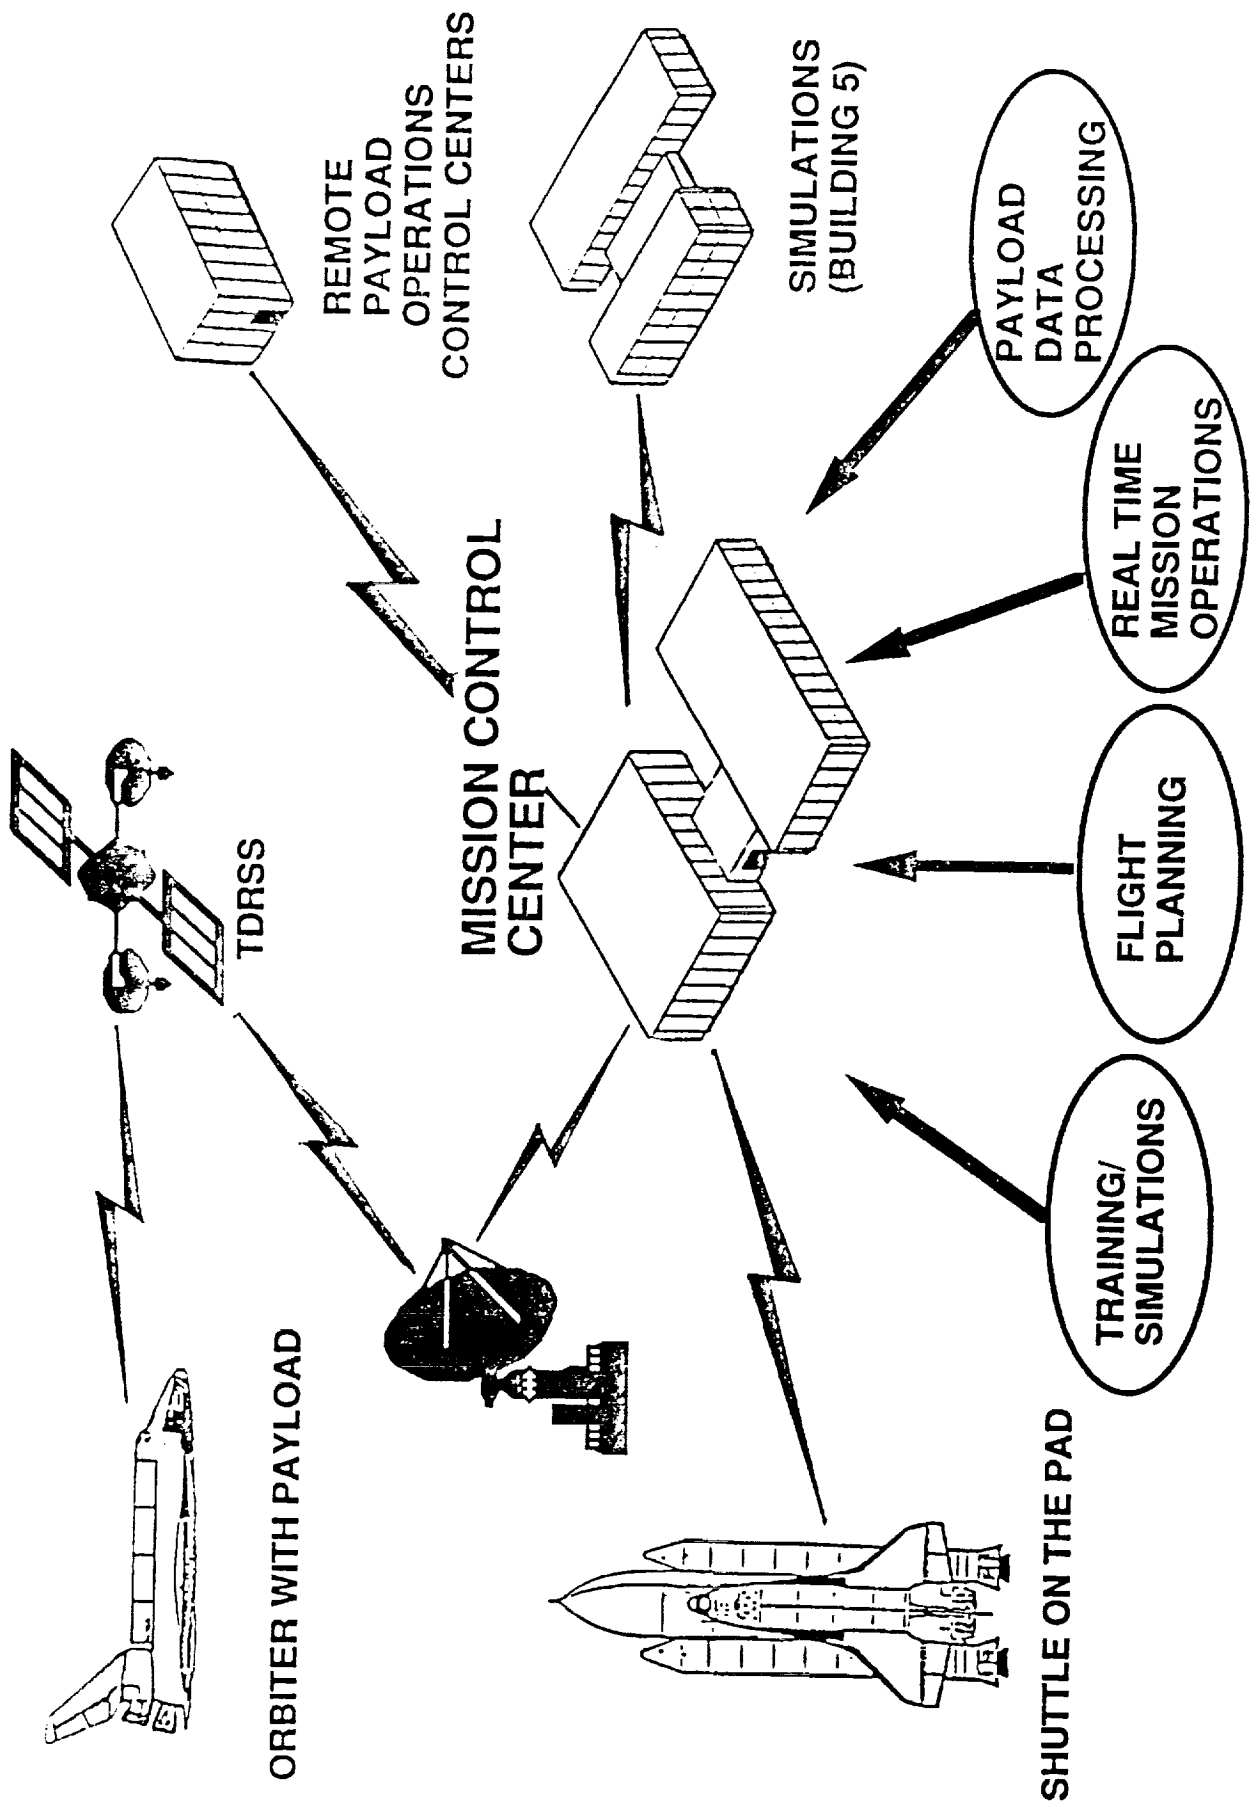 ORBITER WITH PAYLOAD
TDRSS
REMOTE
PAYLOAD
OPERATIONS
CONTROL CENTERS
MISSION CONTROL
CENTER
SIMULATIONS
(BUILDING 5)
SHUTTLE ON THE PAD
TRAINING/
SIMULATIONS
FLIGHT
PLANNING
REAL TIME
MISSION
OPERATIONS
PAYLOAD
DATA
PROCESSING